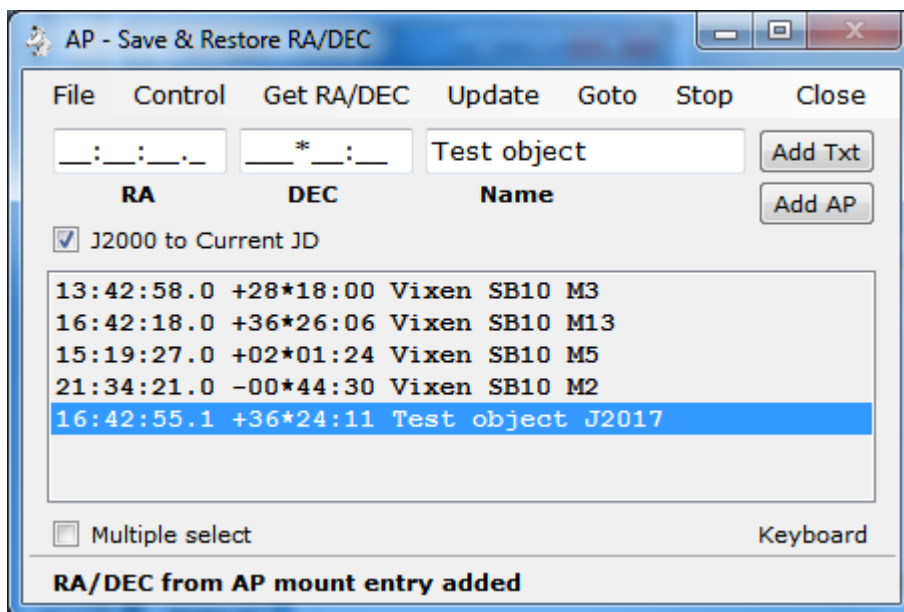 AP - Save & Restore RA/DEC
File Control Get RA/DEC Update Goto Stop Close
__:__:__._ ___*__:__ Test object Add Txt
RA DEC Name Add AP
J2000 to Current JD
13:42:58.0 +28*18:00 Vixen SB10 M3
16:42:18.0 +36*26:06 Vixen SB10 M13
15:19:27.0 +02*01:24 Vixen SB10 M5
21:34:21.0 -00*44:30 Vixen SB10 M2
16:42:55.1 +36*24:11 Test object J2017
Multiple select Keyboard
RA/DEC from AP mount entry added